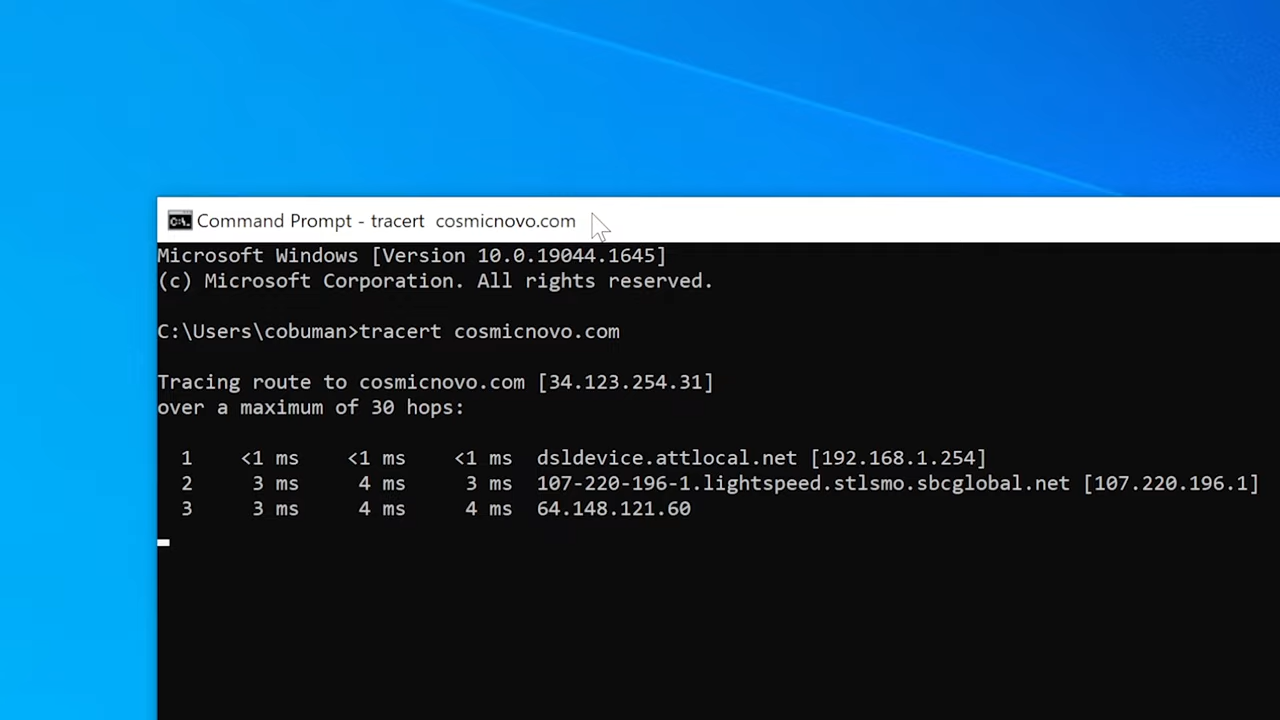 Command Prompt - tracert  cosmicnovo.com
Microsoft Windows [Version 10.0.19044.1645]
(c) Microsoft Corporation. All rights reserved.
C:\Users\cobuman>tracert cosmicnovo.com
Tracing route to cosmicnovo.com [34.123.254.31]
over a maximum of 30 hops:
  1    <1 ms    <1 ms    <1 ms  dsldevice.attlocal.net [192.168.1.254]
  2     3 ms     4 ms     3 ms  107-220-196-1.lightspeed.stlsmo.sbcglobal.net [107.220.196.1]
  3     3 ms     4 ms     4 ms  64.148.121.60